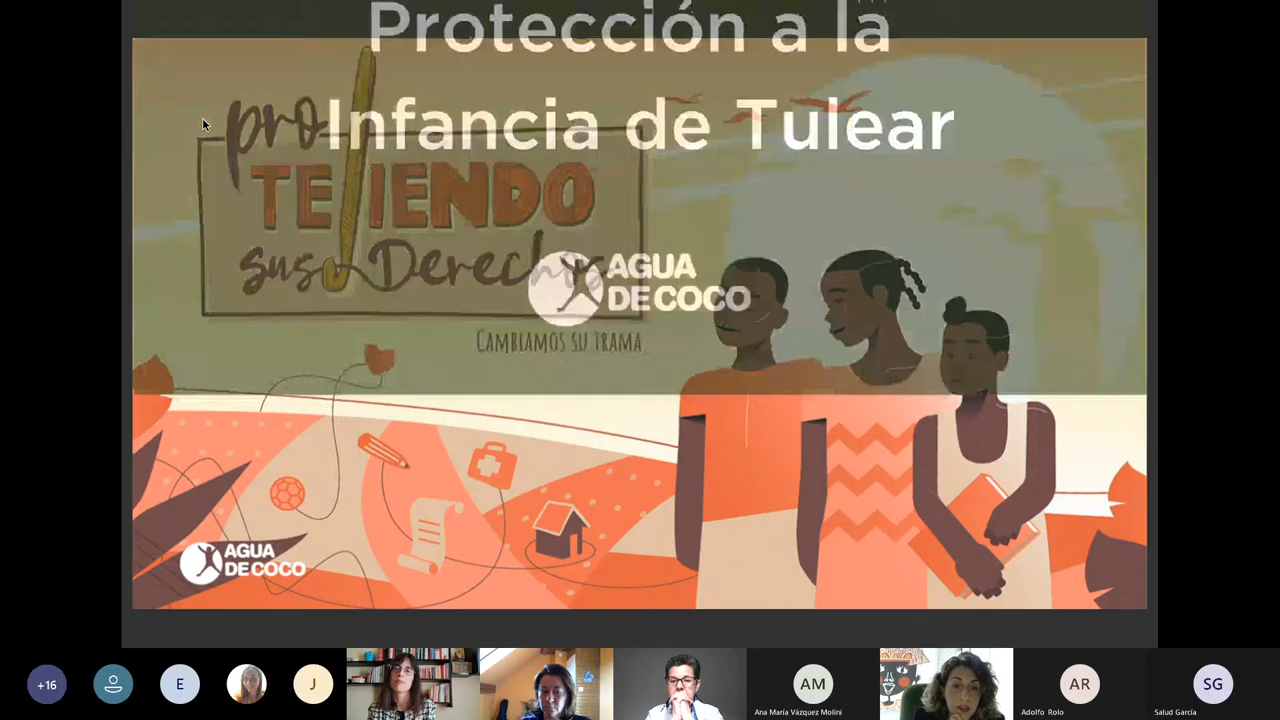 Protección a la
Infancia de Tulear
pro
TEJIENDO
sus Derechos
AGUA
DE COCO
CAMBIAMOS SU TRAMA
AGUA
DE COCO
+16
E
J
AM
Ana María Vázquez Molini
AR
Adolfo Rolo
SG
Salud García